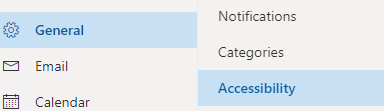 General
Email
Calendar
Notifications
Categories
Accessibility